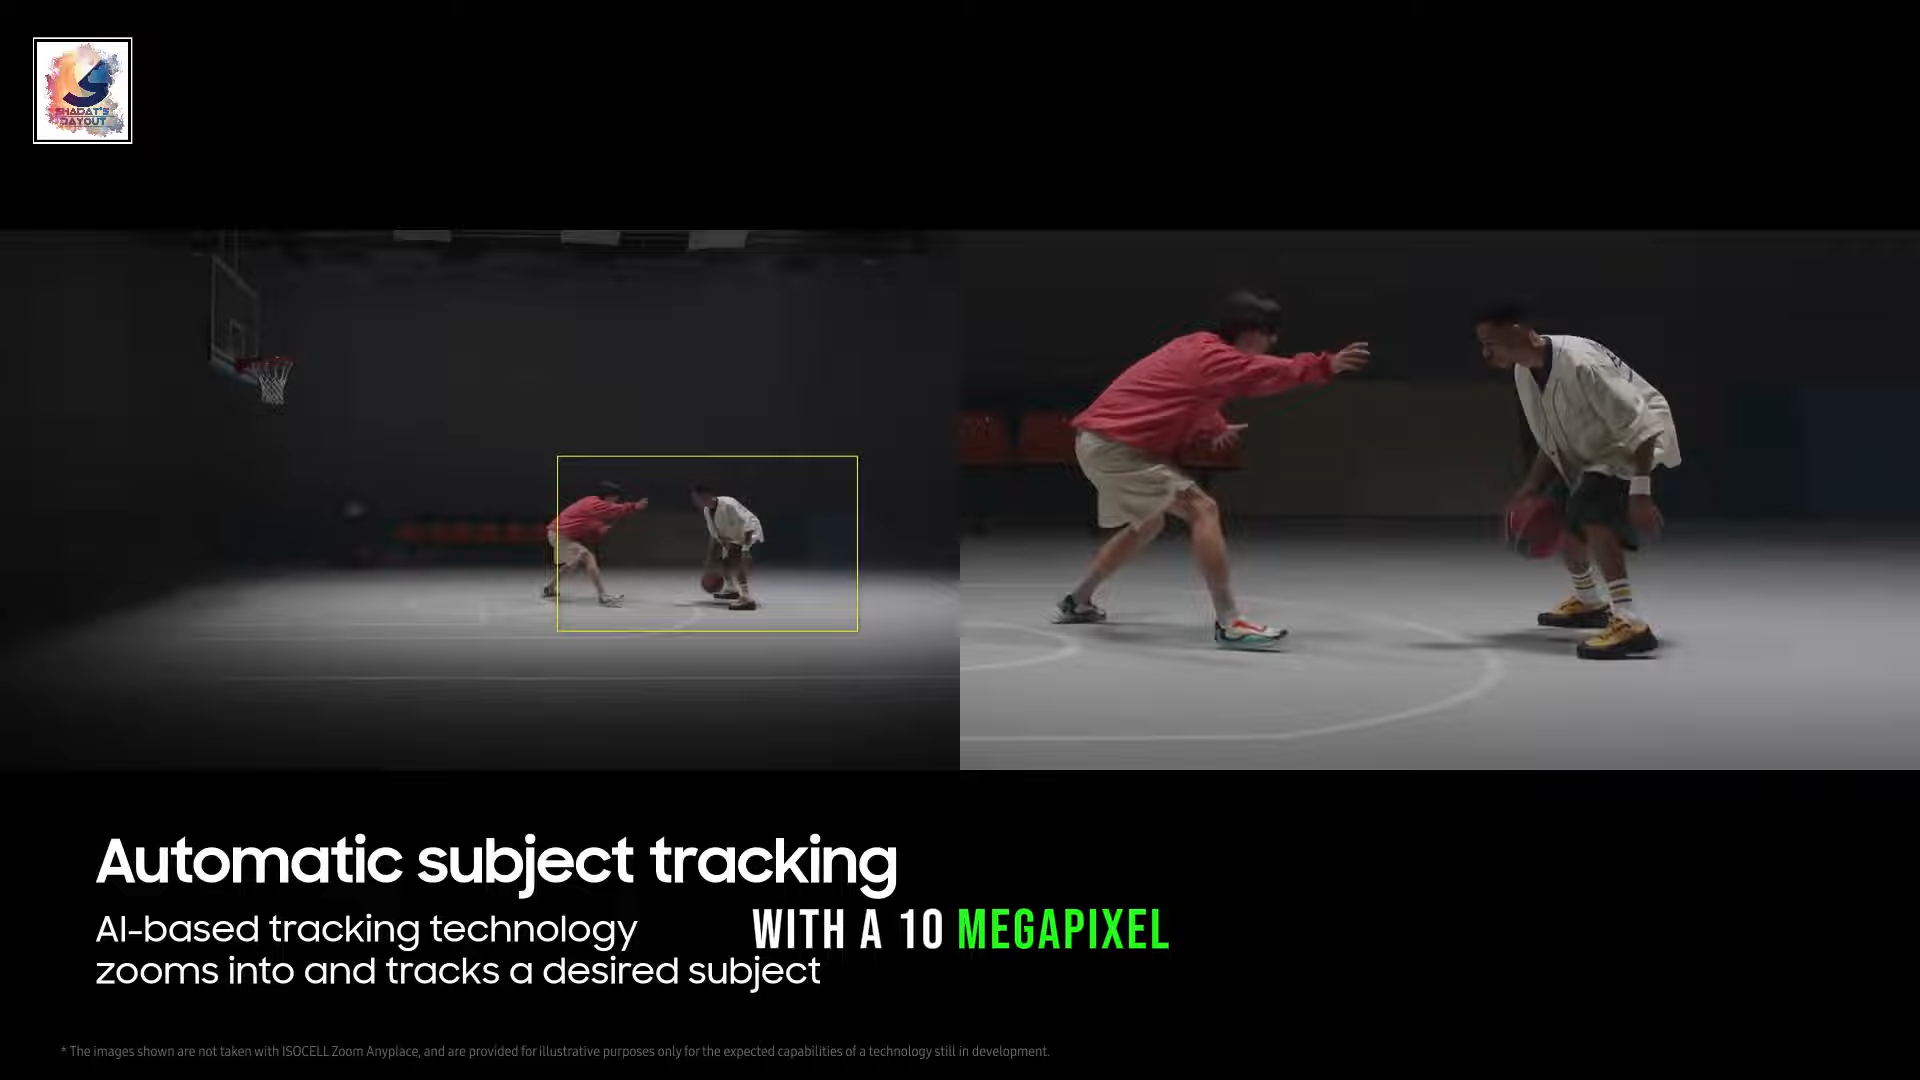 SHADAT'S
DAYOUT
Automatic subject tracking
AI-based tracking technology
zooms into and tracks a desired subject
WITH A 10 MEGAPIXEL
* The images shown are not taken with ISOCELL Zoom Anyplace, and are provided for illustrative purposes only for the expected capabilities of a technology still in development.